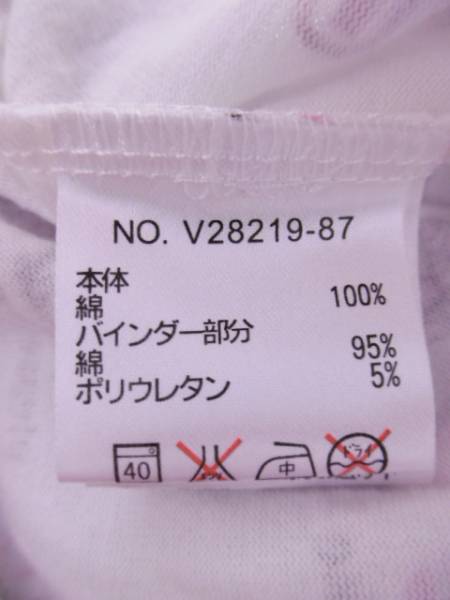 NO. V28219-87
本体
綿 100%
バインダー部分
綿 95%
ポリウレタン 5%
40 中 ドライ